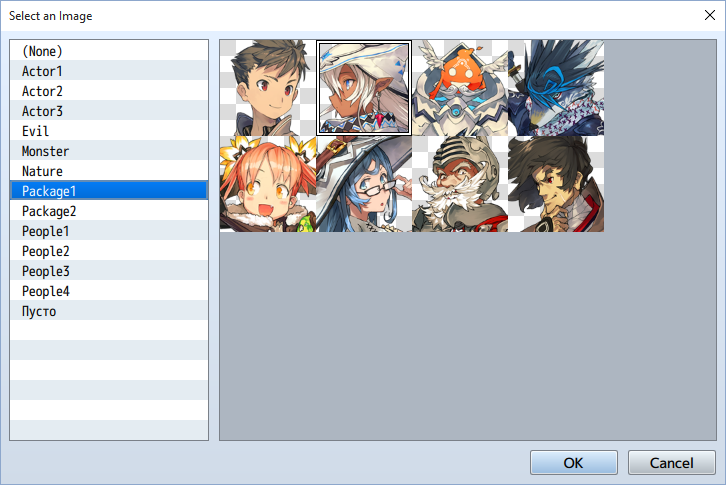 Select an Image
(None)
Actor1
Actor2
Actor3
Evil
Monster
Nature
Package1
Package2
People1
People2
People3
People4
Пусто
OK
Cancel